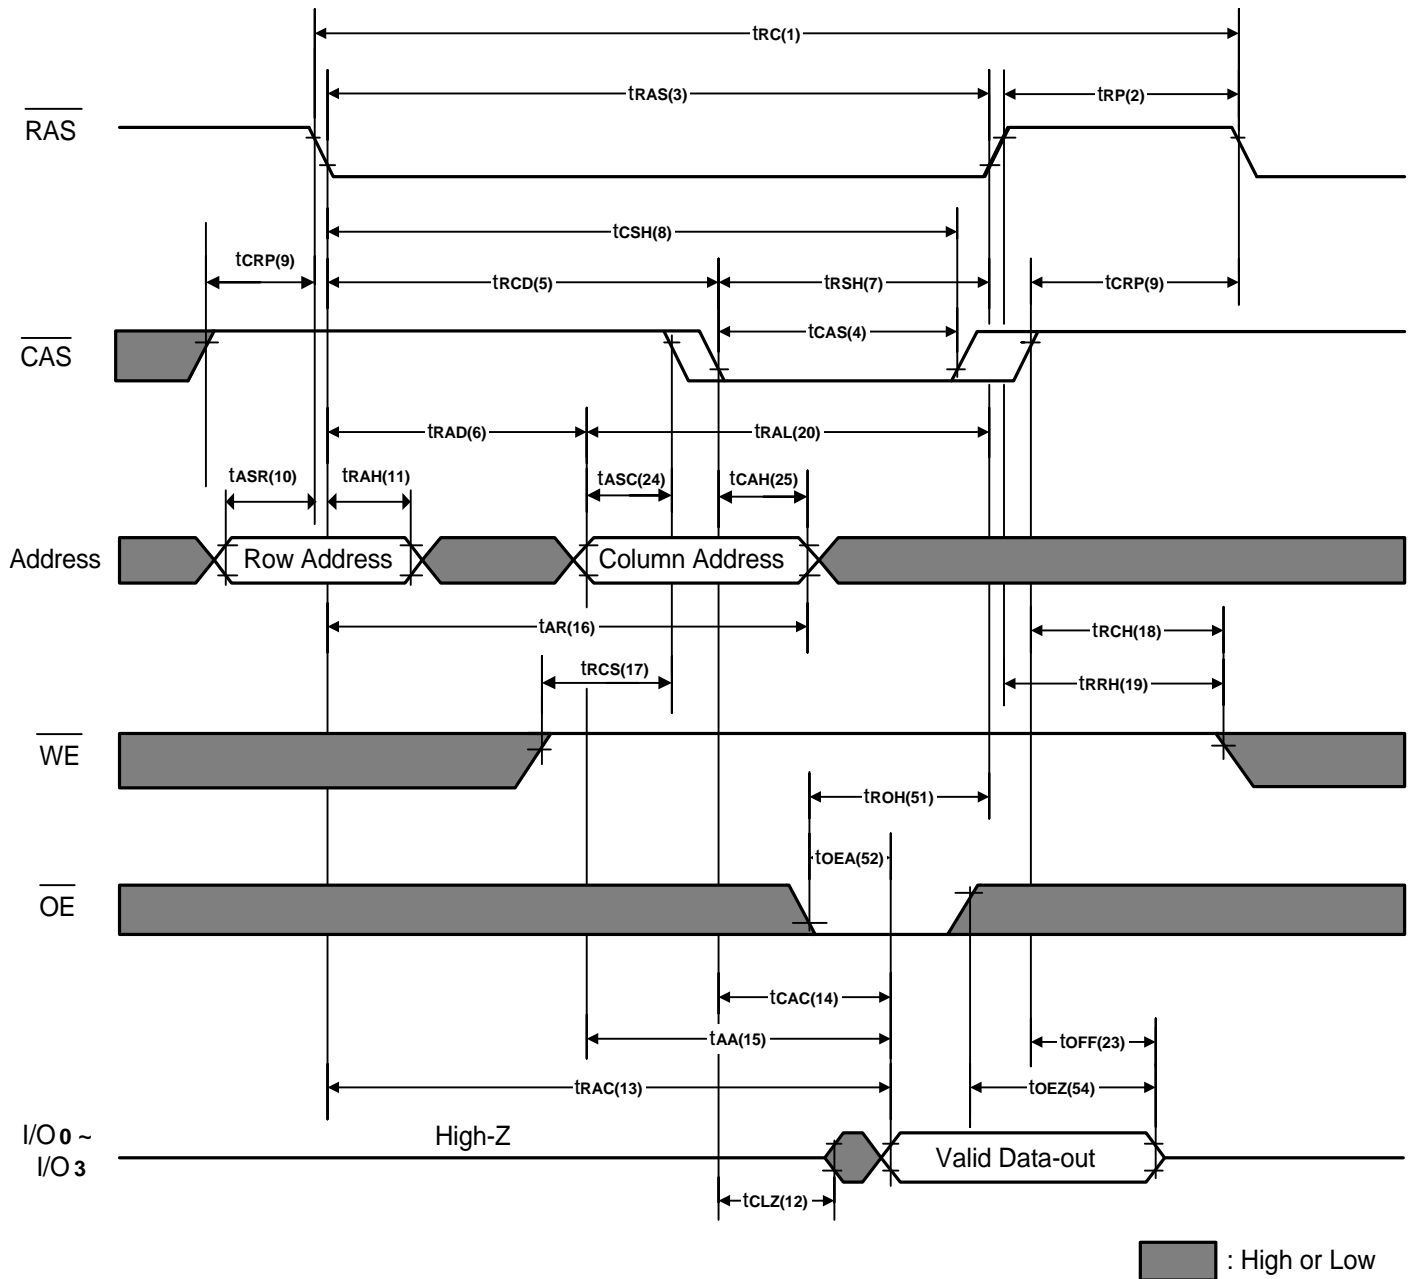 tRC(1)
tRAS(3)
tRP(2)
RAS
tCSH(8)
tCRP(9)
tRCD(5)
tRSH(7)
tCRP(9)
tCAS(4)
CAS
tRAD(6)
tRAL(20)
tASR(10)
tRAH(11)
tASC(24)
tCAH(25)
Address
Row Address
Column Address
tAR(16)
tRCH(18)
tRCS(17)
tRRH(19)
WE
tROH(51)
tOEA(52)
OE
tCAC(14)
tAA(15)
tOFF(23)
tRAC(13)
tOEZ(54)
I/O 0 ~
I/O 3
High-Z
Valid Data-out
tCLZ(12)
: High or Low